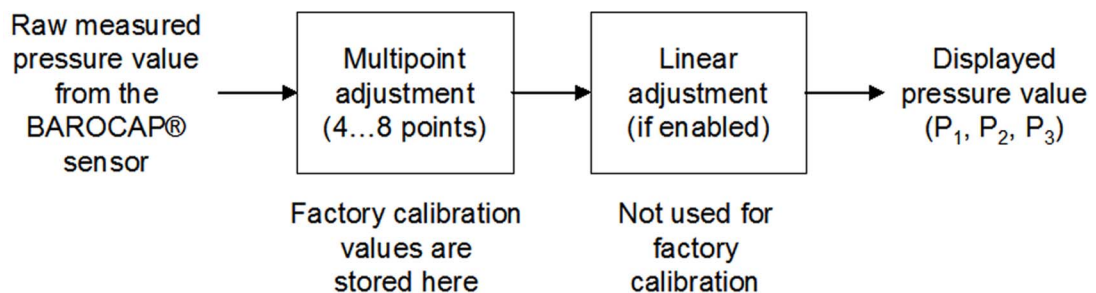 Raw measured
pressure value
from the
BAROCAP®
sensor
Multipoint
adjustment
(4…8 points)
Linear
adjustment
(if enabled)
Displayed
pressure value
(P₁, P₂, P₃)
Factory calibration
values are
stored here
Not used for
factory
calibration